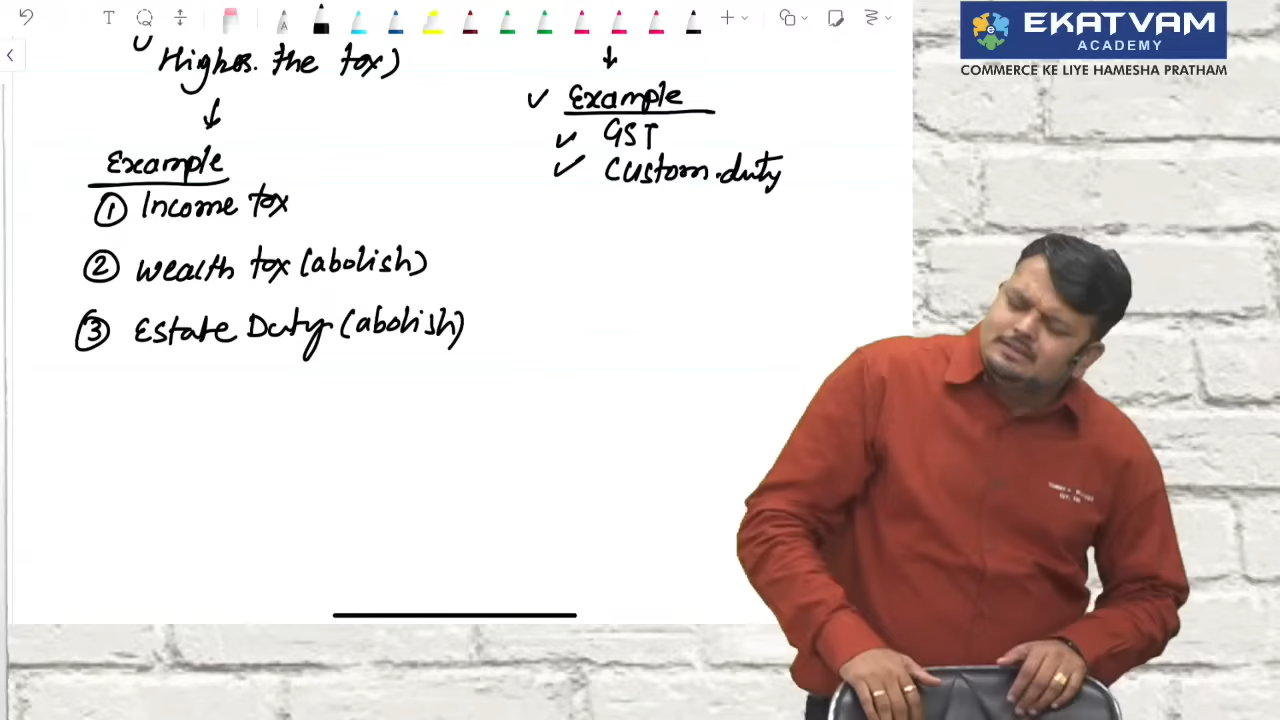 Higher. the tax)
Example
① Income tax
② Wealth tax (abolish)
③ Estate Duty (abolish)
✓ Example
✓ GST
✓ Custom.duty
EKATVAM
ACADEMY
COMMERCE KE LIYE HAMESHA PRATHAM